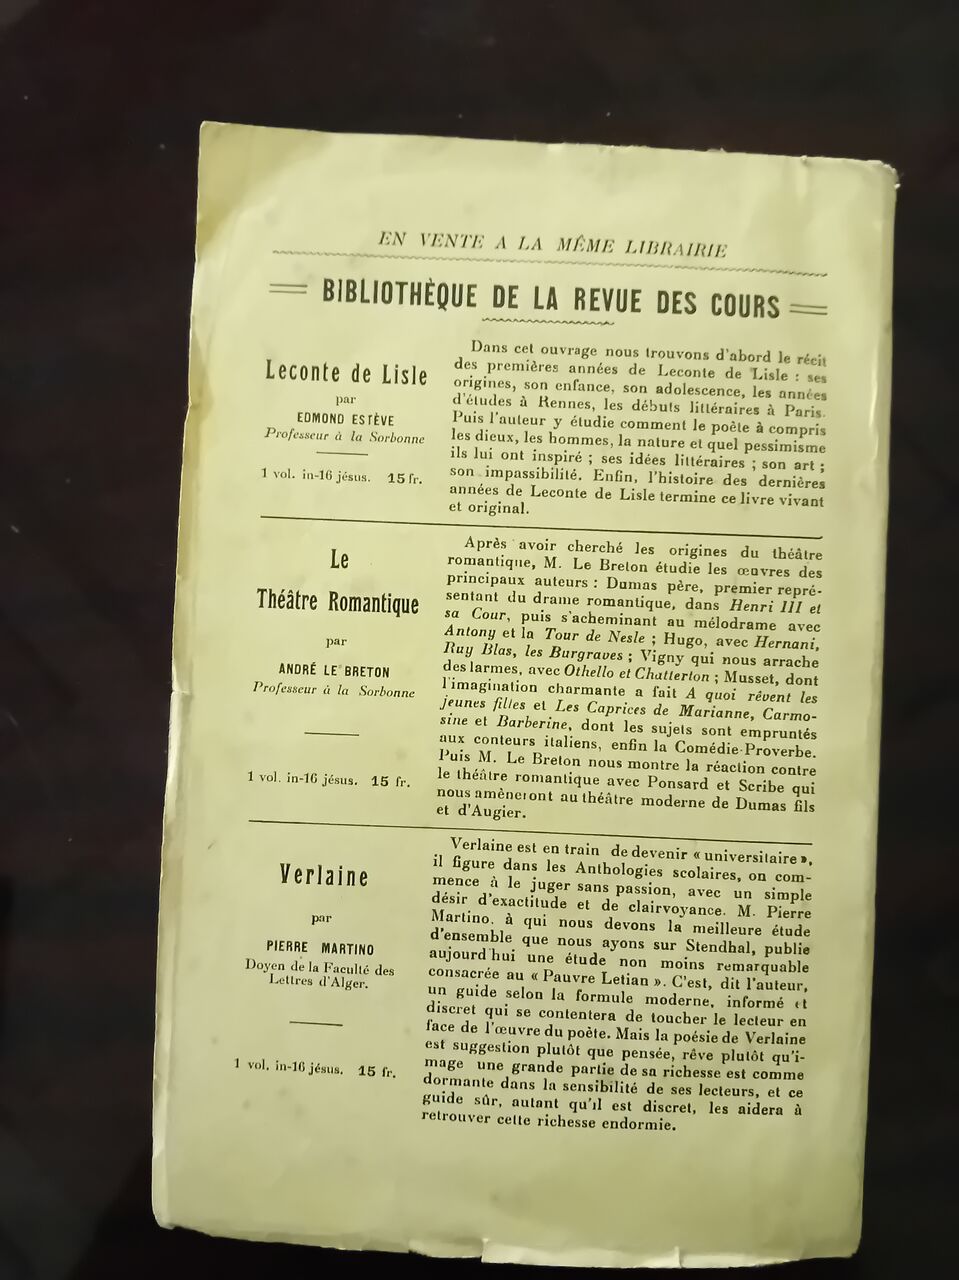 EN VENTE A LA MÊME LIBRAIRIE
BIBLIOTHÈQUE DE LA REVUE DES COURS
Leconte de Lisle
par
EDMOND ESTÈVE
Professeur à la Sorbonne
1 vol. in-16 jésus. 15 fr.
Dans cet ouvrage nous trouvons d'abord le récit
des premières années de Leconte de Lisle : ses
origines, son enfance, son adolescence, les années
d'études à Rennes, les débuts littéraires à Paris.
Puis l'auteur y étudie comment le poète à compris
les dieux, les hommes, la nature et quel pessimisme
ils lui ont inspiré ; ses idées littéraires ; son art ;
son impassibilité. Enfin, l'histoire des dernières
années de Leconte de Lisle termine ce livre vivant
et original.
Le
Théâtre Romantique
par
ANDRÉ LE BRETON
Professeur à la Sorbonne
1 vol. in-16 jésus. 15 fr.
Après avoir cherché les origines du théâtre
romantique, M. Le Breton étudie les œuvres des
principaux auteurs : Dumas père, premier repré-
sentant du drame romantique, dans Henri III et
sa Cour, puis s'acheminant au mélodrame avec
Antony et la Tour de Nesle ; Hugo, avec Hernani,
Ruy Blas, les Burgraves ; Vigny qui nous arrache
des larmes, avec Othello et Chatterton ; Musset, dont
l'imagination charmante a fait A quoi rêvent les
jeunes filles et Les Caprices de Marianne, Carmo-
sine et Barberine, dont les sujets sont empruntés
aux conteurs italiens, enfin la Comédie-Proverbe.
Puis M. Le Breton nous montre la réaction contre
le théâtre romantique avec Ponsard et Scribe qui
nous amèneront au théâtre moderne de Dumas fils
et d'Augier.
Verlaine
par
PIERRE MARTINO
Doyen de la Faculté des
Lettres d'Alger.
1 vol. in-16 jésus. 15 fr.
Verlaine est en train de devenir « universitaire »,
il figure dans les Anthologies scolaires, on com-
mence à le juger sans passion, avec un simple
désir d'exactitude et de clairvoyance. M. Pierre
Martino, à qui nous devons la meilleure étude
d'ensemble que nous ayons sur Stendhal, publie
aujourd'hui une étude non moins remarquable
consacrée au « Pauvre Letian ». C'est, dit l'auteur,
un guide selon la formule moderne, informé et
discret qui se contentera de toucher le lecteur en
face de l'œuvre du poète. Mais la poésie de Verlaine
est suggestion plutôt que pensée, rêve plutôt qu'i-
mage une grande partie de sa richesse est comme
dormante dans la sensibilité de ses lecteurs, et ce
guide sûr, autant qu'il est discret, les aidera à
retrouver cette richesse endormie.